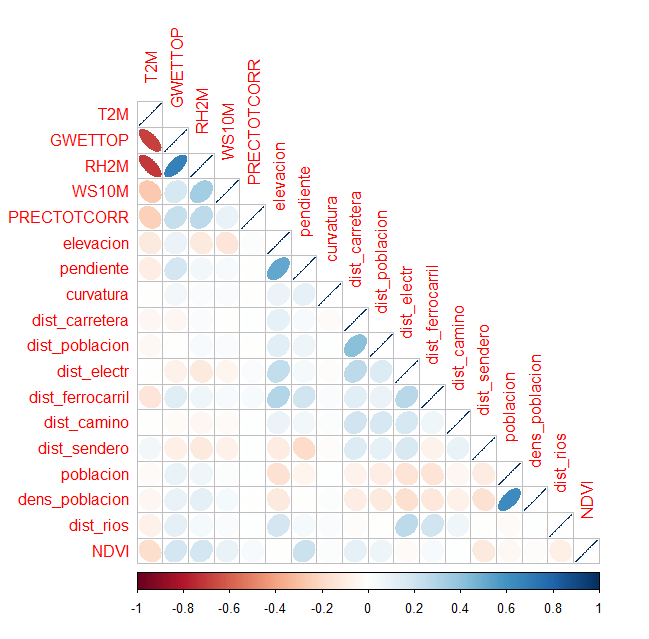 T2M
GWETTOP
RH2M
WS10M
PRECTOTCORR
elevacion
pendiente
curvatura
dist_carretera
dist_poblacion
dist_electr
dist_ferrocarril
dist_camino
dist_sendero
poblacion
dens_poblacion
dist_rios
NDVI
T2M
GWETTOP
RH2M
WS10M
PRECTOTCORR
elevacion
pendiente
curvatura
dist_carretera
dist_poblacion
dist_electr
dist_ferrocarril
dist_camino
dist_sendero
poblacion
dens_poblacion
dist_rios
NDVI
-1 -0.8 -0.6 -0.4 -0.2 0 0.2 0.4 0.6 0.8 1